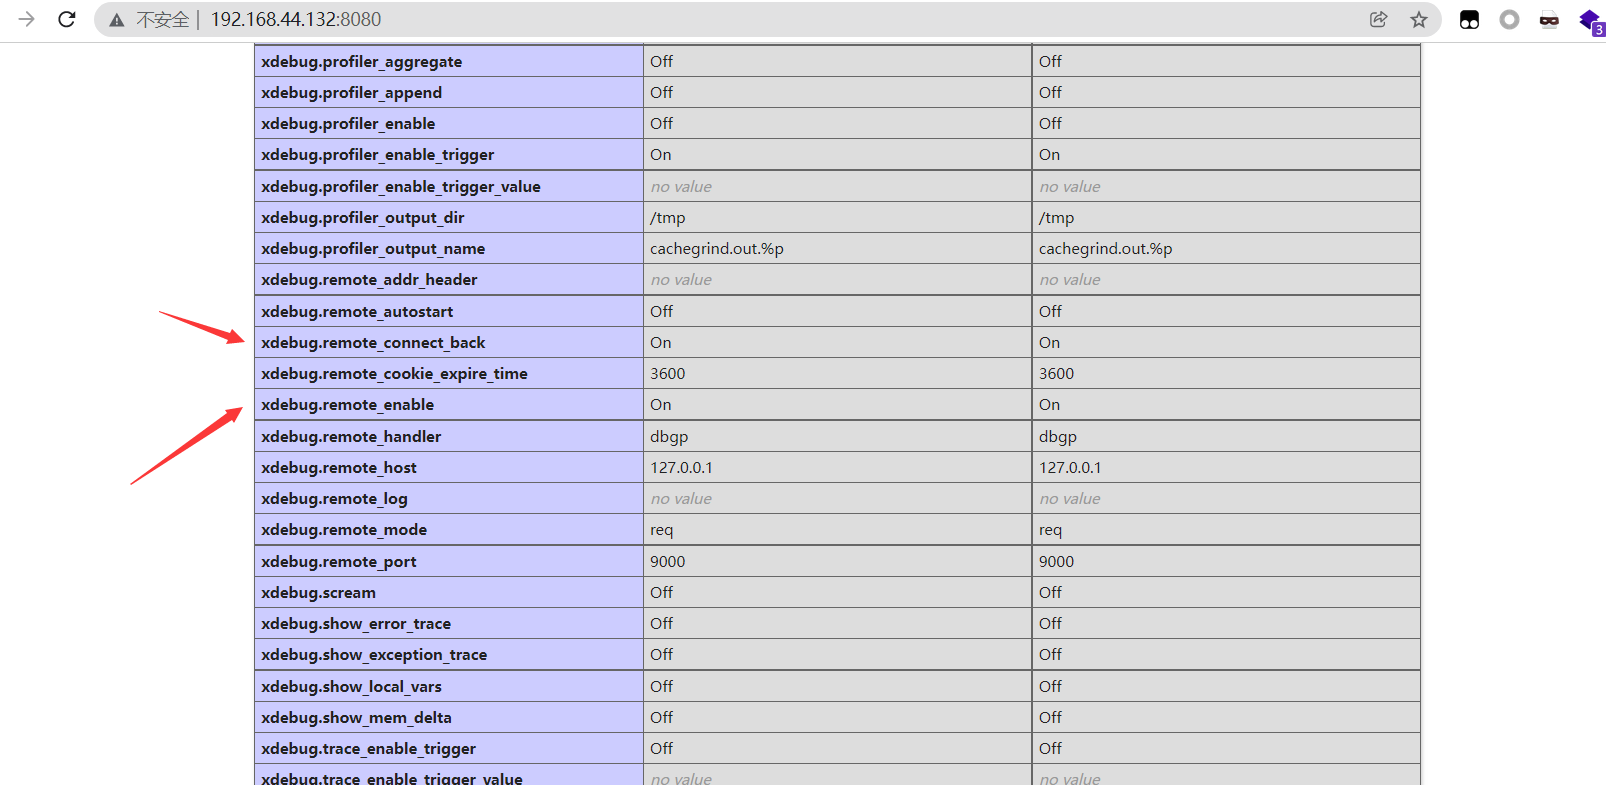 不安全 | 192.168.44.132:8080
3
xdebug.profiler_aggregate Off Off
xdebug.profiler_append Off Off
xdebug.profiler_enable Off Off
xdebug.profiler_enable_trigger On On
xdebug.profiler_enable_trigger_value no value no value
xdebug.profiler_output_dir /tmp /tmp
xdebug.profiler_output_name cachegrind.out.%p cachegrind.out.%p
xdebug.remote_addr_header no value no value
xdebug.remote_autostart Off Off
xdebug.remote_connect_back On On
xdebug.remote_cookie_expire_time 3600 3600
xdebug.remote_enable On On
xdebug.remote_handler dbgp dbgp
xdebug.remote_host 127.0.0.1 127.0.0.1
xdebug.remote_log no value no value
xdebug.remote_mode req req
xdebug.remote_port 9000 9000
xdebug.scream Off Off
xdebug.show_error_trace Off Off
xdebug.show_exception_trace Off Off
xdebug.show_local_vars Off Off
xdebug.show_mem_delta Off Off
xdebug.trace_enable_trigger Off Off
xdebug.trace_enable_trigger_value no value no value